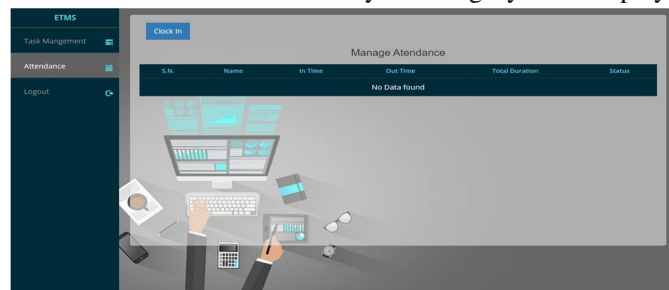 ETMS
Task Mangement
Attendance
Logout
Clock In
Manage Atendance
S.N. Name In Time Out Time Total Duration Status
No Data found